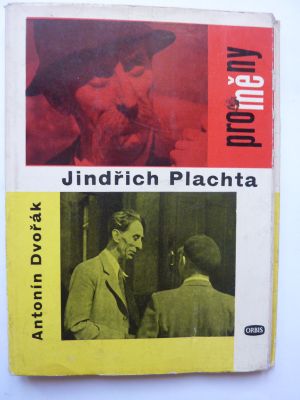 proměny
Jindřich Plachta
Antonín Dvořák
ORBIS